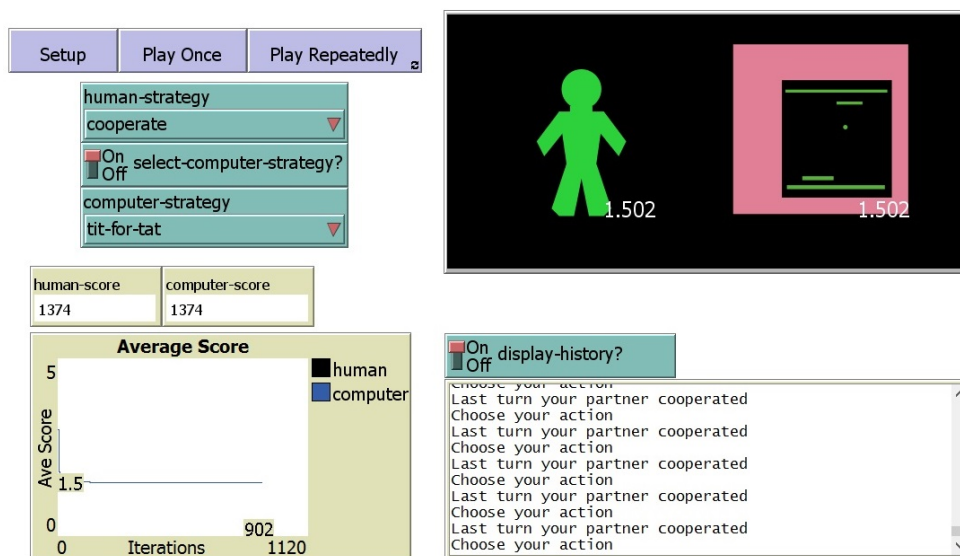 Setup
Play Once
Play Repeatedly
human-strategy
cooperate
On
Off
select-computer-strategy?
computer-strategy
tit-for-tat
1.502
1.502
human-score
1374
computer-score
1374
Average Score
5
Ave Score
1.5
0
902
0
Iterations
1120
human
computer
On
Off
display-history?
Choose your action
Last turn your partner cooperated
Choose your action
Last turn your partner cooperated
Choose your action
Last turn your partner cooperated
Choose your action
Last turn your partner cooperated
Choose your action
Last turn your partner cooperated
Choose your action